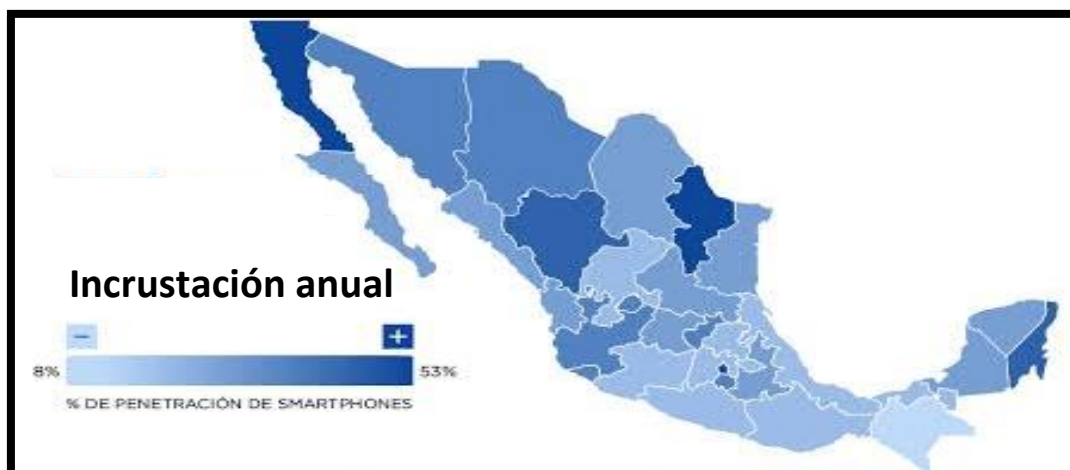 Incrustación anual
− +
8% 53%
% DE PENETRACIÓN DE SMARTPHONES